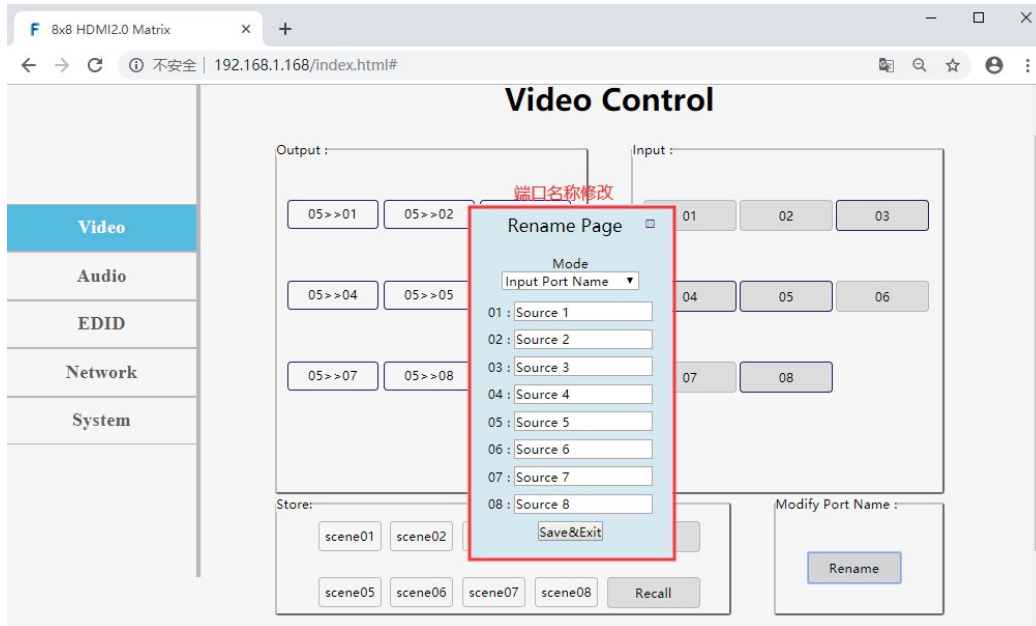 8x8 HDMI2.0 Matrix
不安全 192.168.1.168/index.html#
Video Control
Video
Audio
EDID
Network
System
Output :
05>>01 05>>02
05>>04 05>>05
05>>07 05>>08
端口名称修改
Rename Page
Mode
Input Port Name
01 : Source 1
02 : Source 2
03 : Source 3
04 : Source 4
05 : Source 5
06 : Source 6
07 : Source 7
08 : Source 8
Save&Exit
Input :
01 02 03
04 05 06
07 08
Store:
scene01 scene02
scene05 scene06 scene07 scene08 Recall
Modify Port Name :
Rename